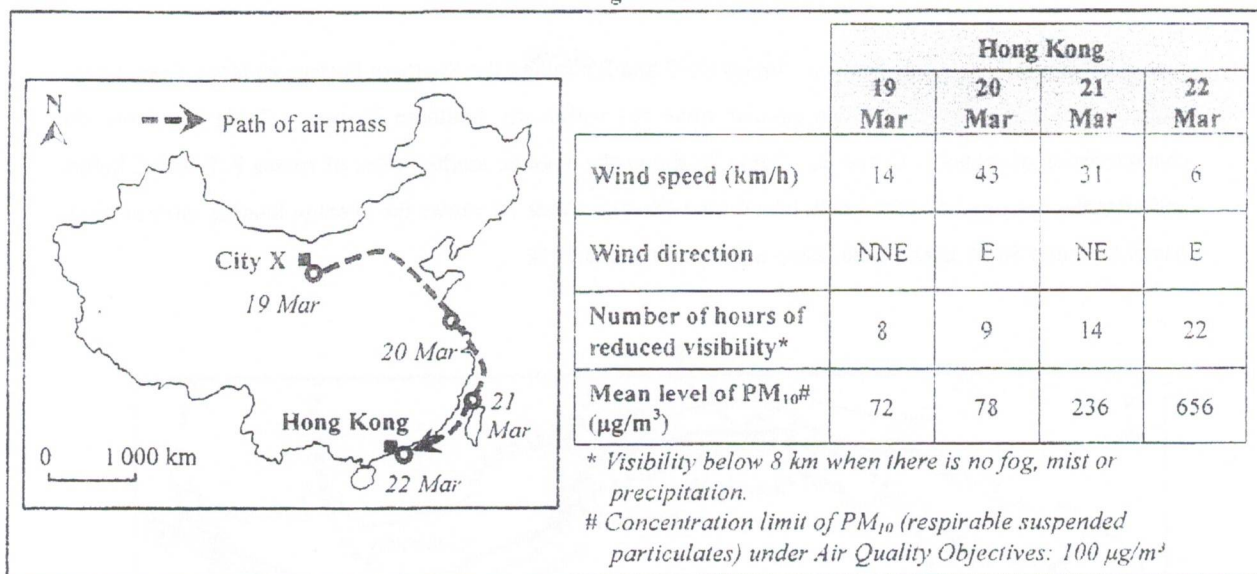 N
Path of air mass
City X
19 Mar
20 Mar
21
Mar
Hong Kong
22 Mar
0 1 000 km
Hong Kong
19 Mar 20 Mar 21 Mar 22 Mar
Wind speed (km/h) 14 43 31 6
Wind direction NNE E NE E
Number of hours of
reduced visibility* 8 9 14 22
Mean level of PM₁₀#
(µg/m³) 72 78 236 656
* Visibility below 8 km when there is no fog, mist or
precipitation.
# Concentration limit of PM₁₀ (respirable suspended
particulates) under Air Quality Objectives: 100 µg/m³